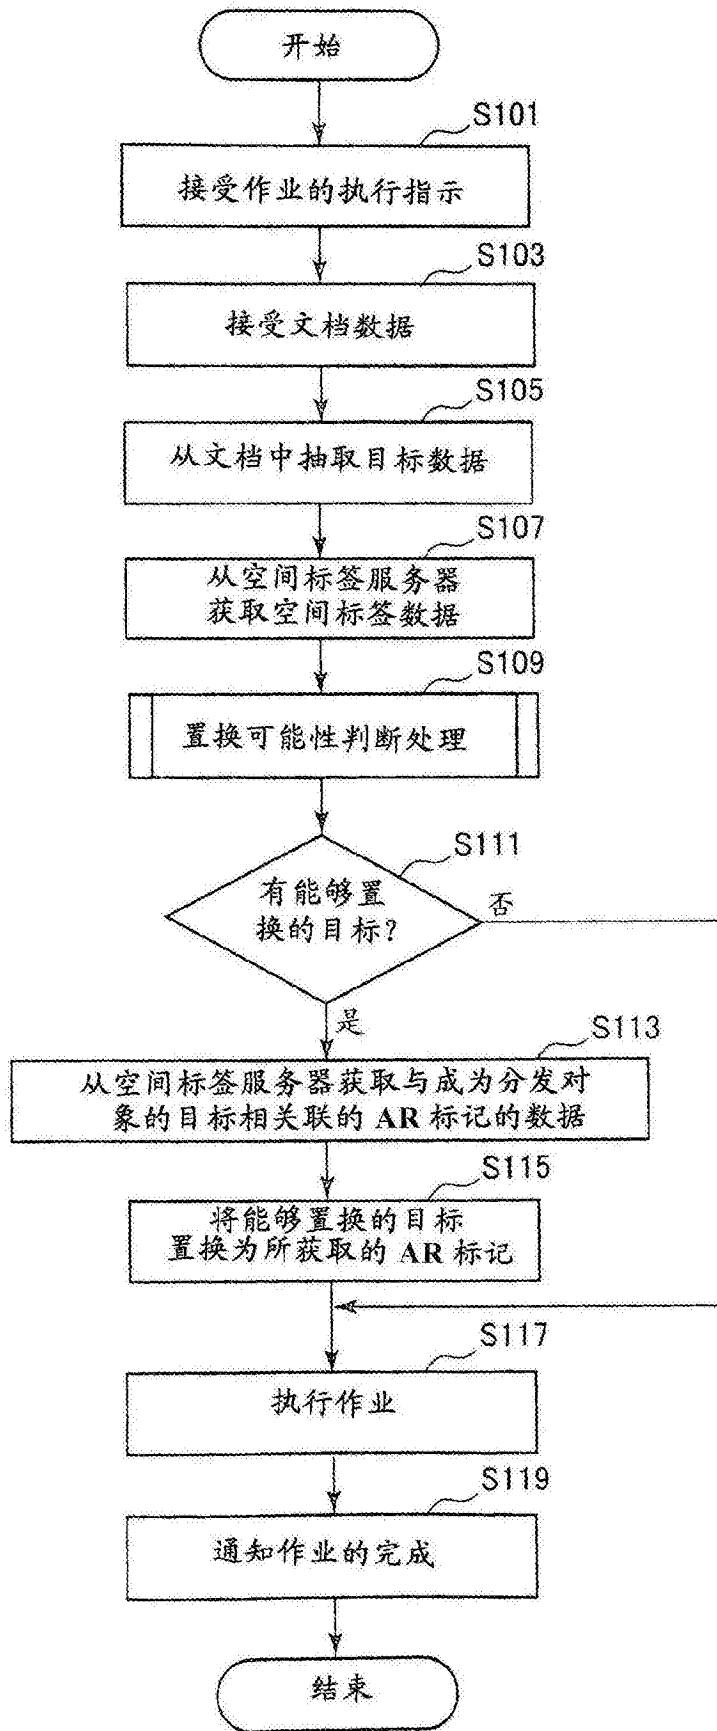 开始
S101
接受作业的执行指示
S103
接受文档数据
S105
从文档中抽取目标数据
S107
从空间标签服务器
获取空间标签数据
S109
置换可能性判断处理
S111
有能够置
换的目标?
否
是
S113
从空间标签服务器获取与成为分发对
象的目标相关联的 AR 标记的数据
S115
将能够置换的目标
置换为所获取的 AR 标记
S117
执行作业
S119
通知作业的完成
结束